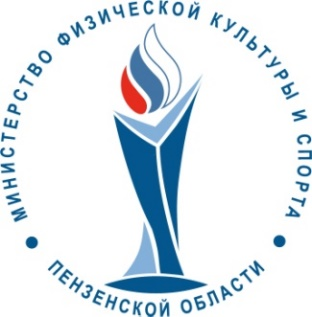 МИНИСТЕРСТВО ФИЗИЧЕСКОЙ КУЛЬТУРЫ И СПОРТА
ПЕНЗЕНСКОЙ ОБЛАСТИ